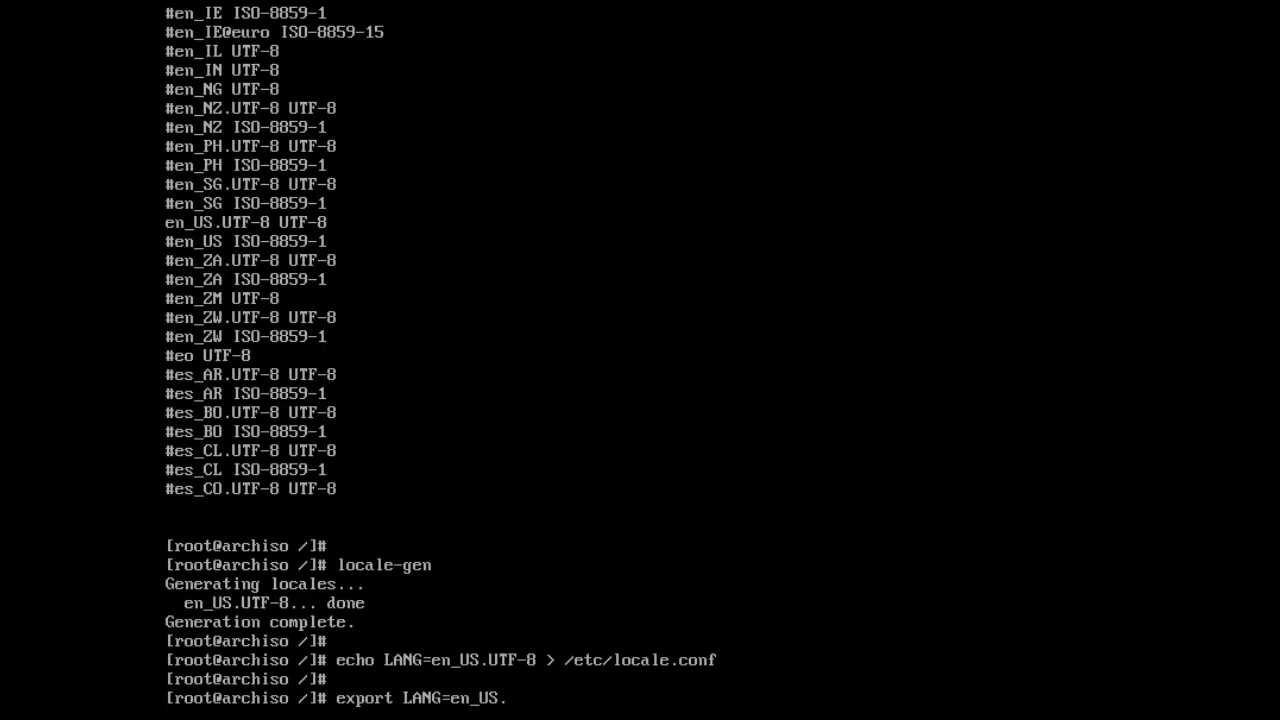 #en_IE ISO-8859-1
#en_IE@euro ISO-8859-15
#en_IL UTF-8
#en_IN UTF-8
#en_NG UTF-8
#en_NZ.UTF-8 UTF-8
#en_NZ ISO-8859-1
#en_PH.UTF-8 UTF-8
#en_PH ISO-8859-1
#en_SG.UTF-8 UTF-8
#en_SG ISO-8859-1
en_US.UTF-8 UTF-8
#en_US ISO-8859-1
#en_ZA.UTF-8 UTF-8
#en_ZA ISO-8859-1
#en_ZM UTF-8
#en_ZW.UTF-8 UTF-8
#en_ZW ISO-8859-1
#eo UTF-8
#es_AR.UTF-8 UTF-8
#es_AR ISO-8859-1
#es_BO.UTF-8 UTF-8
#es_BO ISO-8859-1
#es_CL.UTF-8 UTF-8
#es_CL ISO-8859-1
#es_CO.UTF-8 UTF-8
[root@archiso /]#
[root@archiso /]# locale-gen
Generating locales...
  en_US.UTF-8... done
Generation complete.
[root@archiso /]#
[root@archiso /]# echo LANG=en_US.UTF-8 > /etc/locale.conf
[root@archiso /]#
[root@archiso /]# export LANG=en_US.